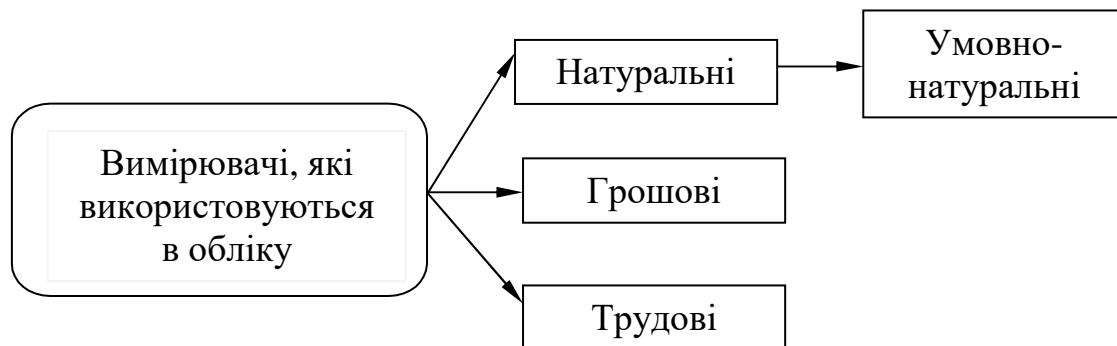 Вимірювачі, які
використовуються
в обліку
Натуральні
Умовно-
натуральні
Грошові
Трудові